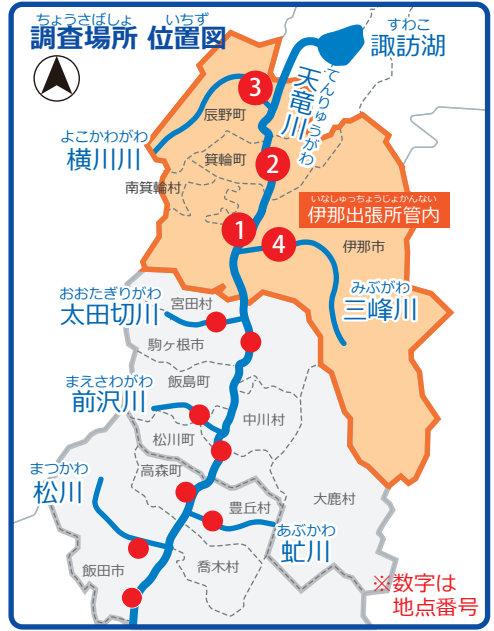 ちょうさばしょ いちず
調査場所 位置図
すわこ
諏訪湖
てんりゅうがわ
天竜川
3
辰野町
よこかわがわ
横川川
箕輪町
2
南箕輪村
いなしゅっちょうじょかんない
伊那出張所管内
1
4
伊那市
みぶがわ
三峰川
おおたぎりがわ
太田切川
宮田村
駒ヶ根市
まえさわがわ
前沢川
飯島町
中川村
松川町
まつかわ
松川
高森町
大鹿村
豊丘村
あぶかわ
虻川
飯田市
喬木村
※数字は
地点番号